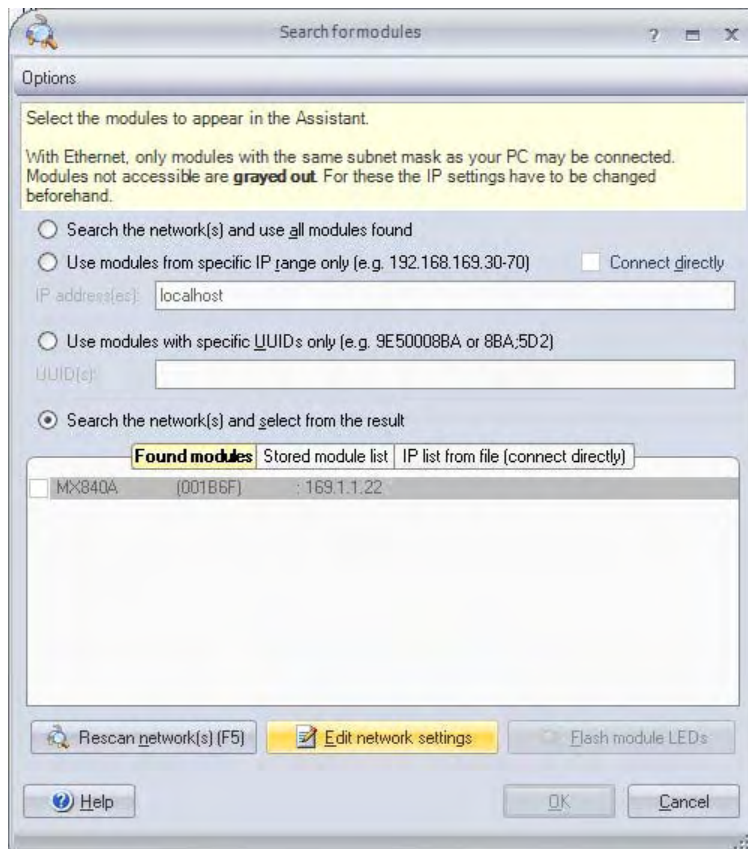 Search for modules
Options
Select the modules to appear in the Assistant.
With Ethernet, only modules with the same subnet mask as your PC may be connected.
Modules not accessible are grayed out. For these the IP settings have to be changed
beforehand.
Search the network(s) and use all modules found
Use modules from specific IP range only (e.g. 192.168.169.30-70) Connect directly
IP address(es): localhost
Use modules with specific UUIDs only (e.g. 9E50008BA or 8BA;5D2)
UUID(s):
Search the network(s) and select from the result
Found modules Stored module list IP list from file (connect directly)
MX840A (001B6F) : 169.1.1.22
Rescan network(s) (F5) Edit network settings Flash module LEDs
Help OK Cancel